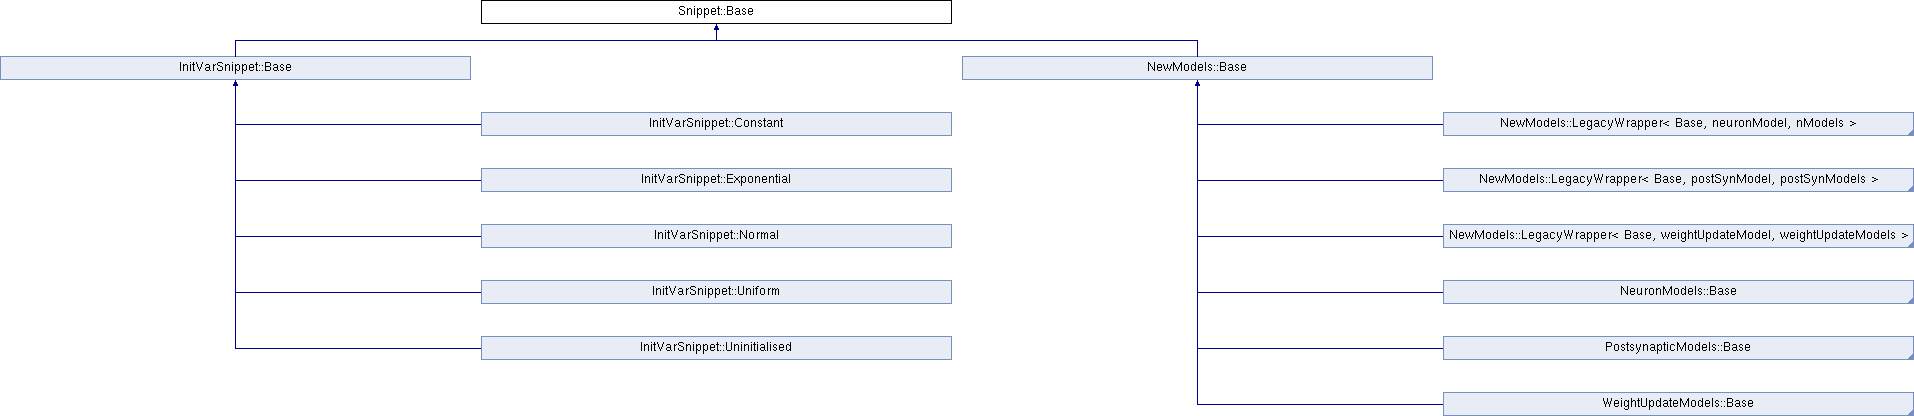 Snippet::Base
InitVarSnippet::Base
NewModels::Base
InitVarSnippet::Constant
NewModels::LegacyWrapper< Base, neuronModel, nModels >
InitVarSnippet::Exponential
NewModels::LegacyWrapper< Base, postSynModel, postSynModels >
InitVarSnippet::Normal
NewModels::LegacyWrapper< Base, weightUpdateModel, weightUpdateModels >
InitVarSnippet::Uniform
NeuronModels::Base
InitVarSnippet::Uninitialised
PostsynapticModels::Base
WeightUpdateModels::Base